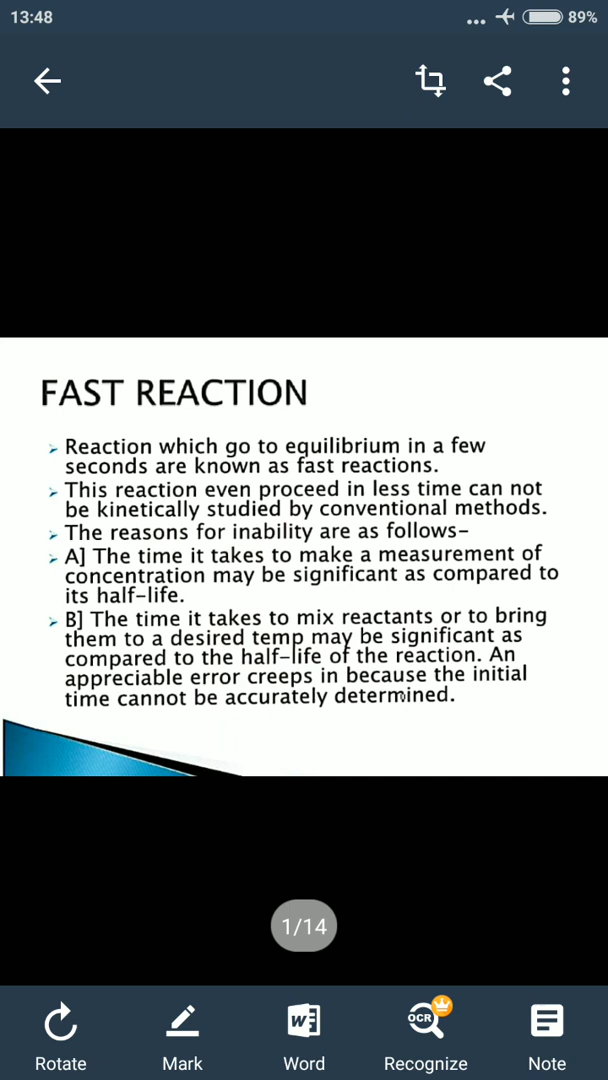 13:48
... 89%
FAST REACTION
Reaction which go to equilibrium in a few
seconds are known as fast reactions.
This reaction even proceed in less time can not
be kinetically studied by conventional methods.
The reasons for inability are as follows-
A] The time it takes to make a measurement of
concentration may be significant as compared to
its half-life.
B] The time it takes to mix reactants or to bring
them to a desired temp may be significant as
compared to the half-life of the reaction. An
appreciable error creeps in because the initial
time cannot be accurately determined.
1/14
W
OCR
Rotate
Mark
Word
Recognize
Note